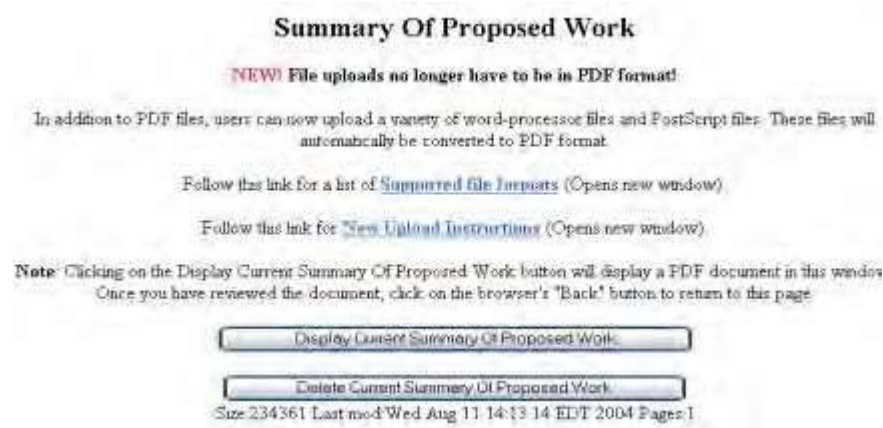 Summary Of Proposed Work
NEW! File uploads no longer have to be in PDF format!
In addition to PDF files, users can now upload a variety of word-processor files and PostScript files. These files will
automatically be converted to PDF format.
Follow this link for a list of Supported file formats (Opens new window)
Follow this link for New Upload Instructions (Opens new window)
Note: Clicking on the Display Current Summary Of Proposed Work button will display a PDF document in this window
Once you have reviewed the document, click on the browser's "Back" button to return to this page
Display Current Summary Of Proposed Work
Delete Current Summary Of Proposed Work
Size:234361 Last mod:Wed Aug 11 14:13:14 EDT 2004 Pages:1